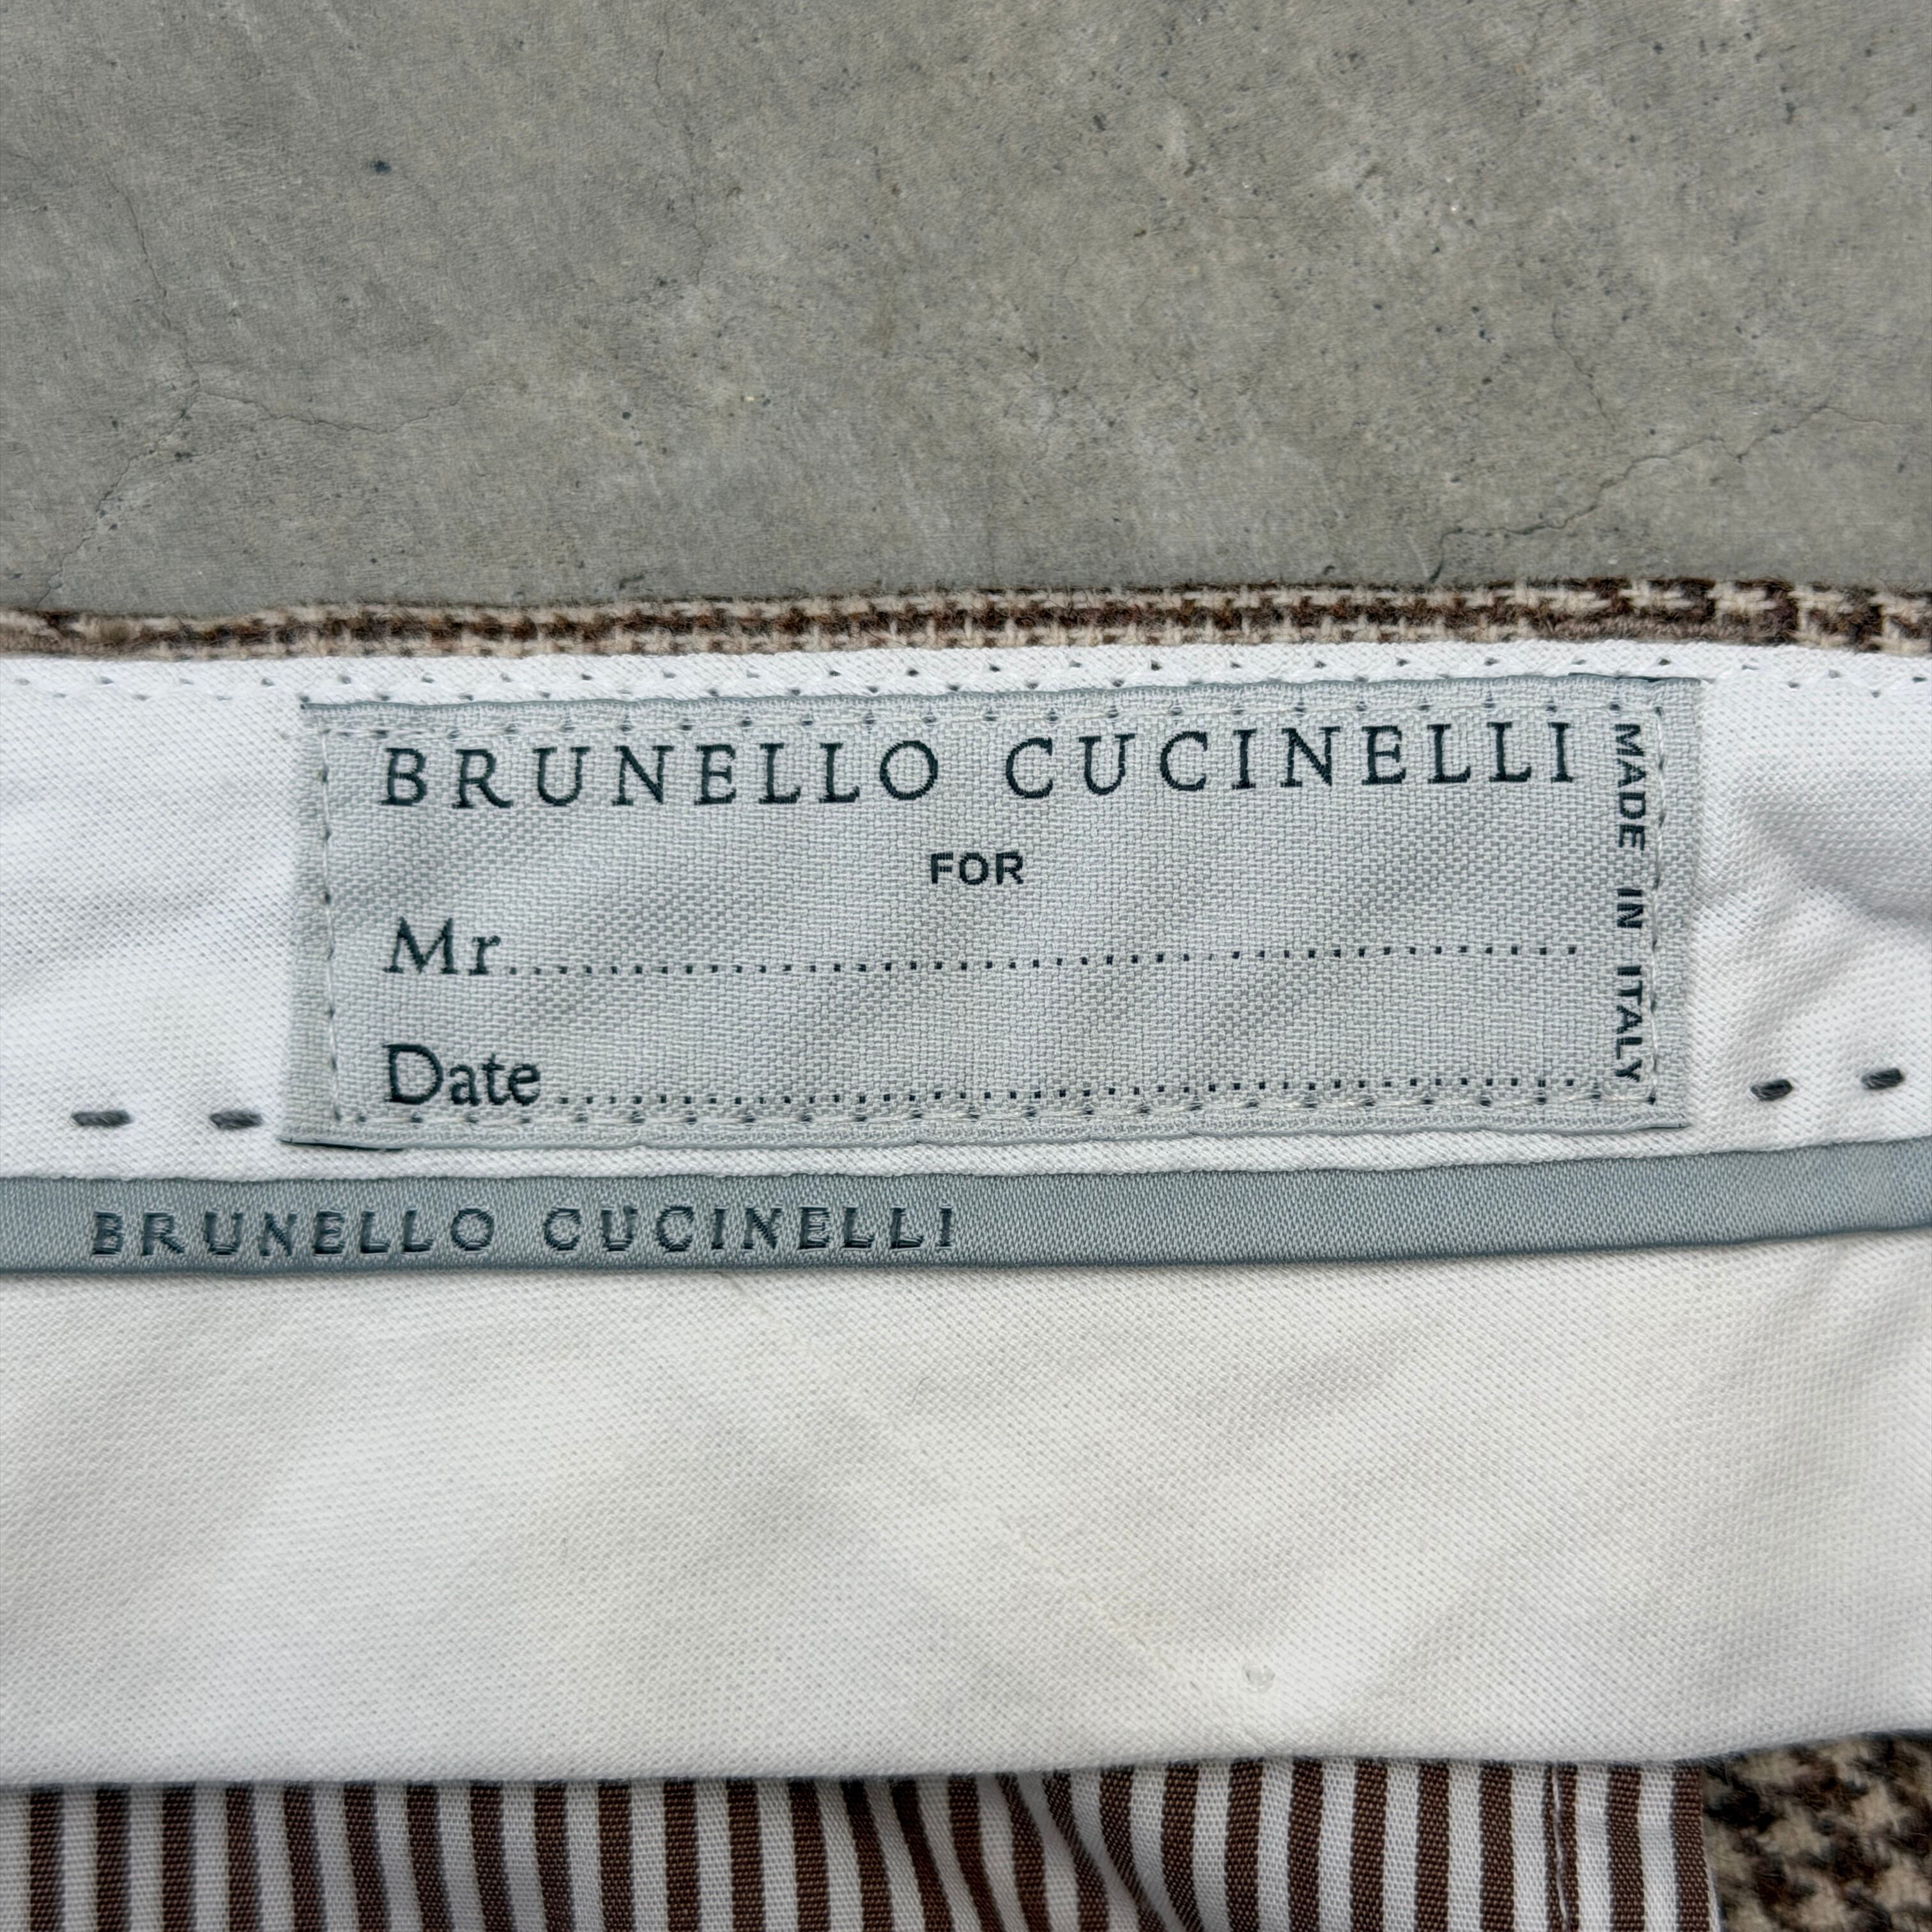 BRUNELLO CUCINELLI
FOR
Mr..........................................................
Date......................................................
MADE IN ITALY
BRUNELLO CUCINELLI